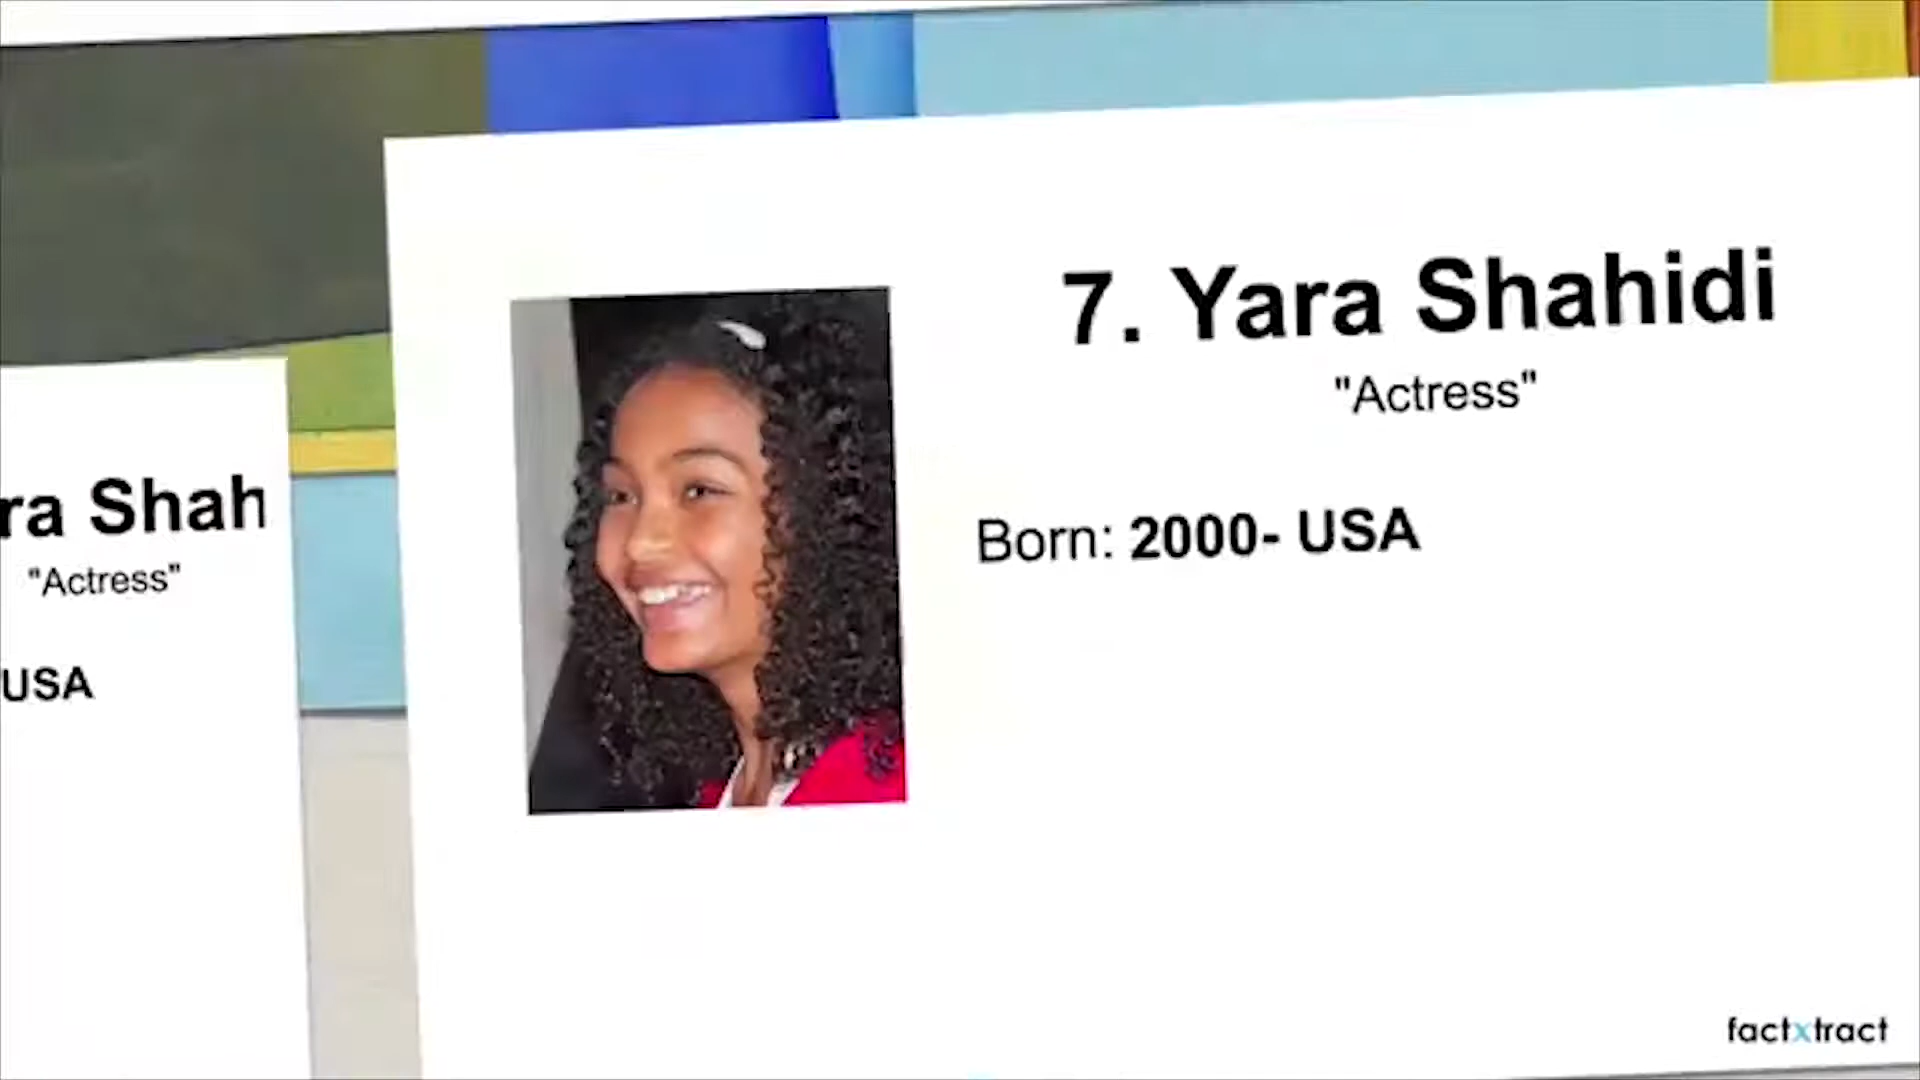 7. Yara Shahidi
"Actress"
Born: 2000- USA
ra Shah
"Actress"
USA
factxtract